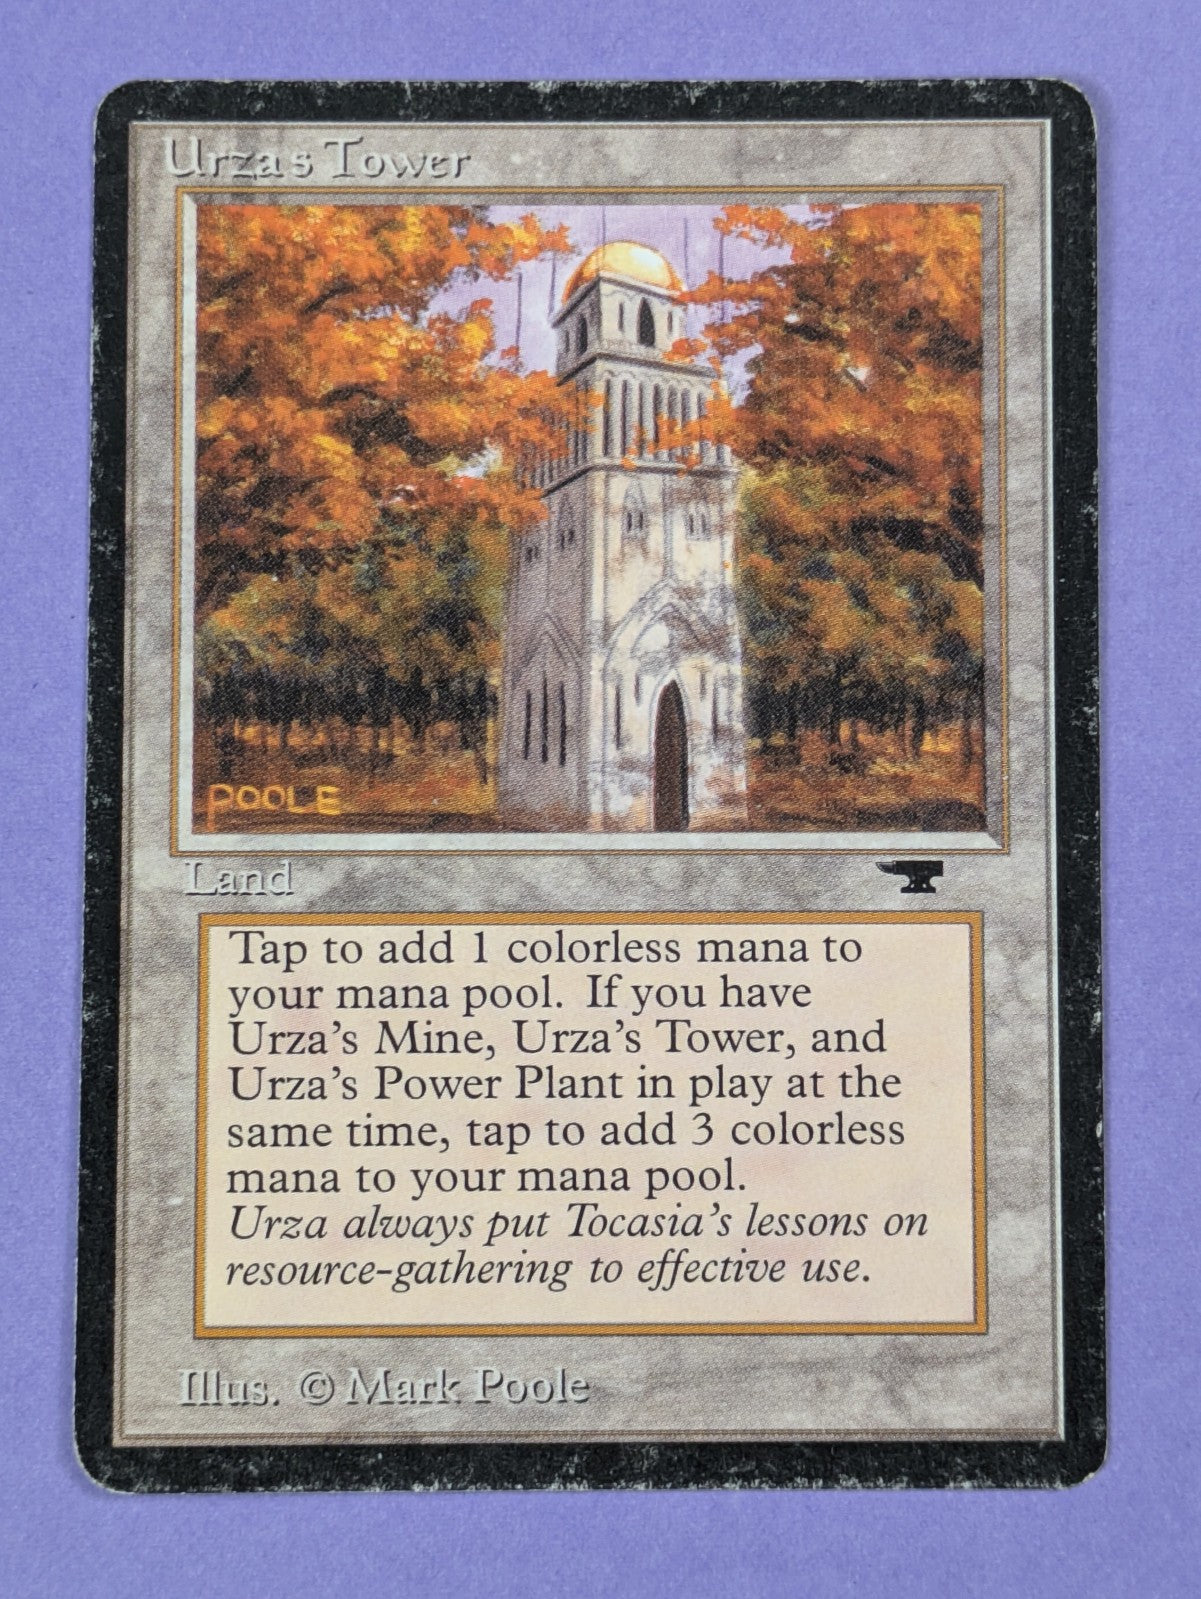 Urza's Tower
POOLE
Land
Tap to add 1 colorless mana to
your mana pool. If you have
Urza's Mine, Urza's Tower, and
Urza's Power Plant in play at the
same time, tap to add 3 colorless
mana to your mana pool.
Urza always put Tocasia's lessons on
resource-gathering to effective use.
Illus. © Mark Poole